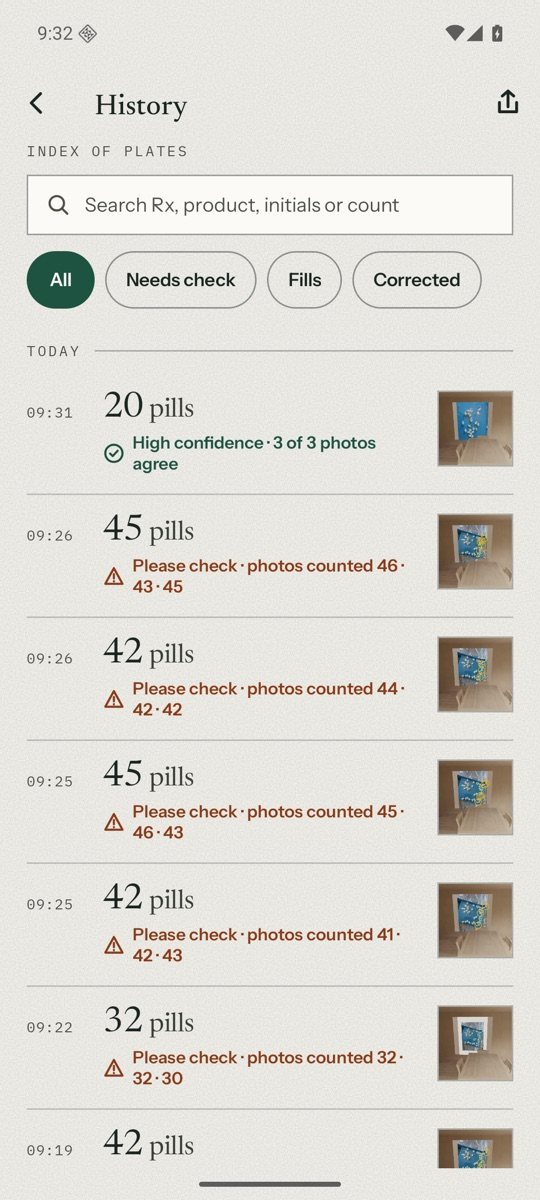 9:32
History
INDEX OF PLATES
Search Rx, product, initials or count
All
Needs check
Fills
Corrected
TODAY
09:31
20 pills
High confidence · 3 of 3 photos
agree
09:26
45 pills
Please check · photos counted 46 ·
43 · 45
09:26
42 pills
Please check · photos counted 44 ·
42 · 42
09:25
45 pills
Please check · photos counted 45 ·
46 · 43
09:25
42 pills
Please check · photos counted 41 ·
42 · 43
09:22
32 pills
Please check · photos counted 32 ·
32 · 30
09:19
42 pills